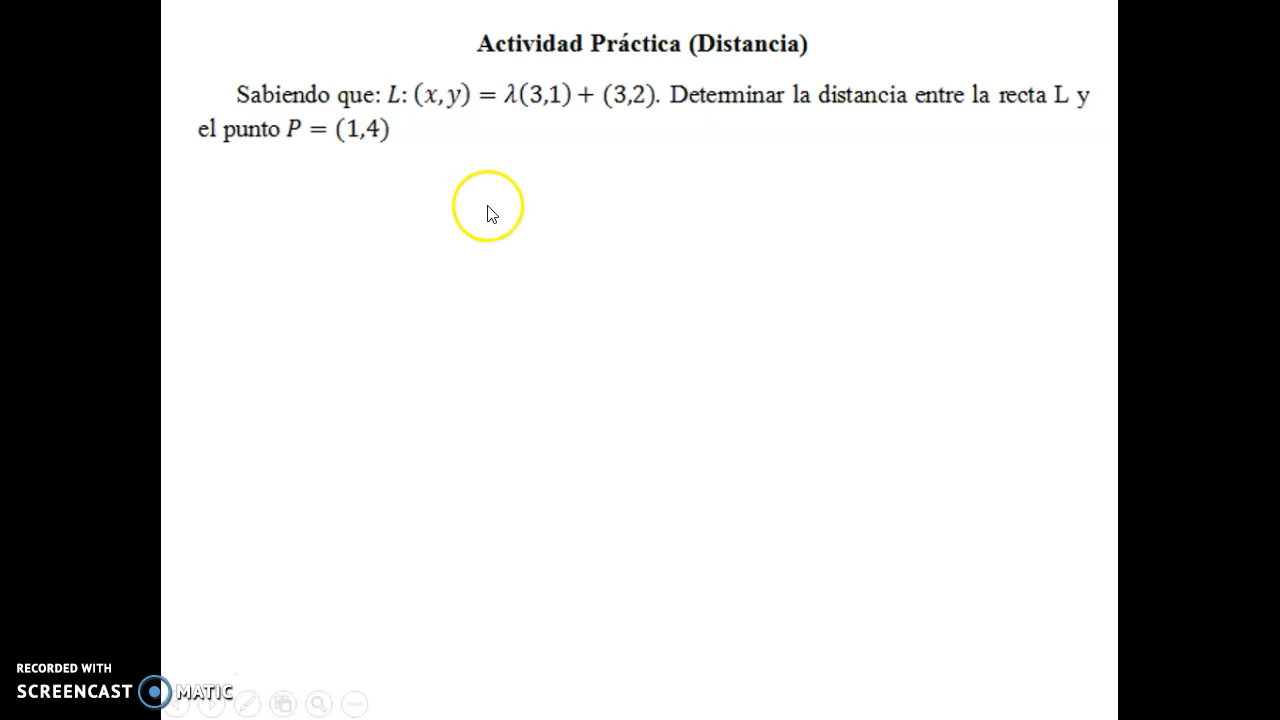 Actividad Práctica (Distancia)
Sabiendo que: L: (x, y) = λ(3,1) + (3,2). Determinar la distancia entre la recta L y
el punto P = (1,4)
RECORDED WITH
SCREENCAST MATIC